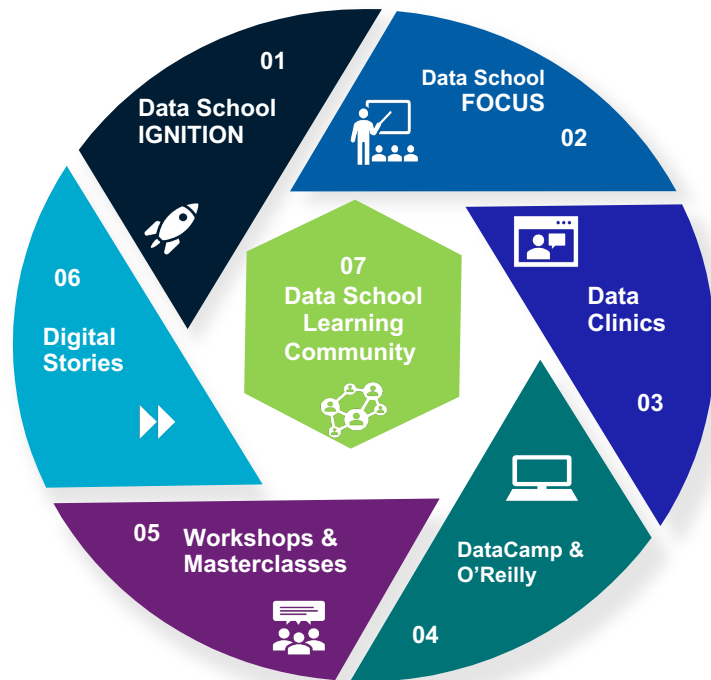 01
Data School
IGNITION
Data School
FOCUS
02
Data
Clinics
03
DataCamp &
O’Reilly
04
05
Workshops &
Masterclasses
06
Digital
Stories
07
Data School
Learning
Community